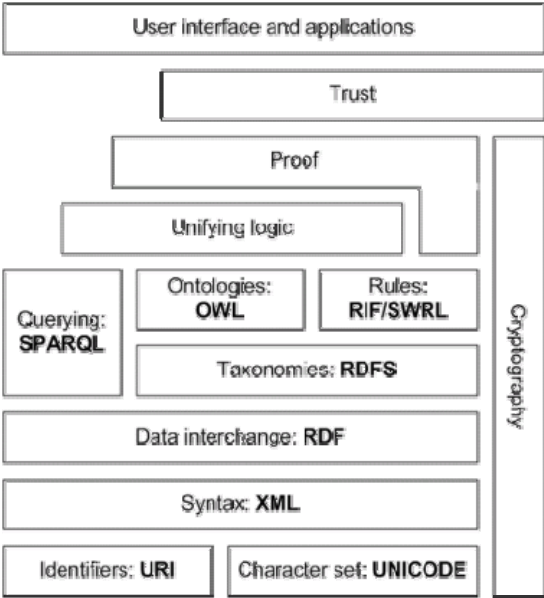 User interface and applications
Trust
Proof
Unifying logic
Ontologies:
OWL
Rules:
RIF/SWRL
Querying:
SPARQL
Taxonomies: RDFS
Cryptography
Data interchange: RDF
Syntax: XML
Identifiers: URI
Character set: UNICODE